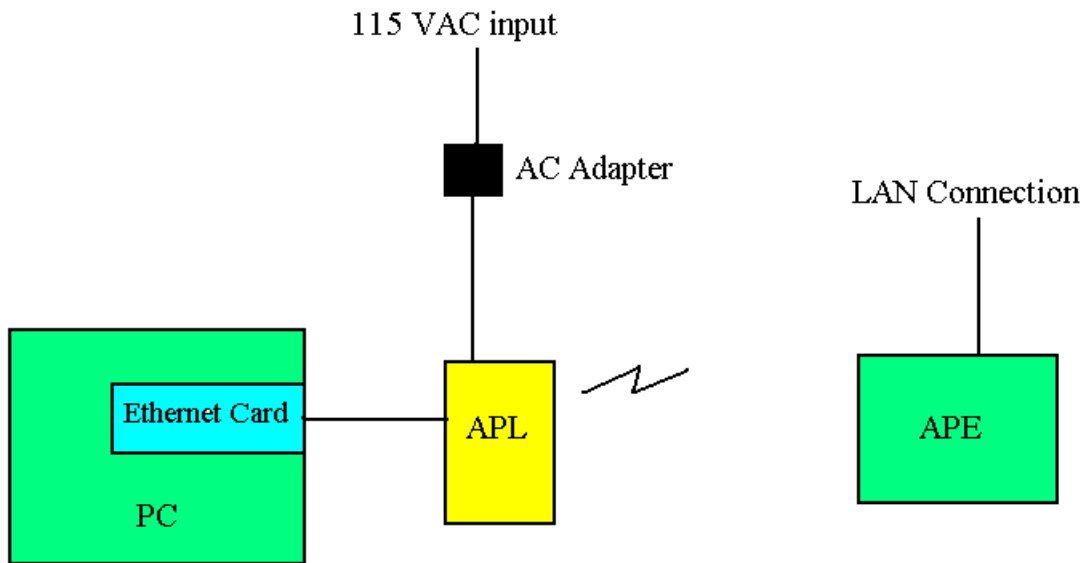 115 VAC input
AC Adapter
LAN Connection
Ethernet Card
APL
APE
PC